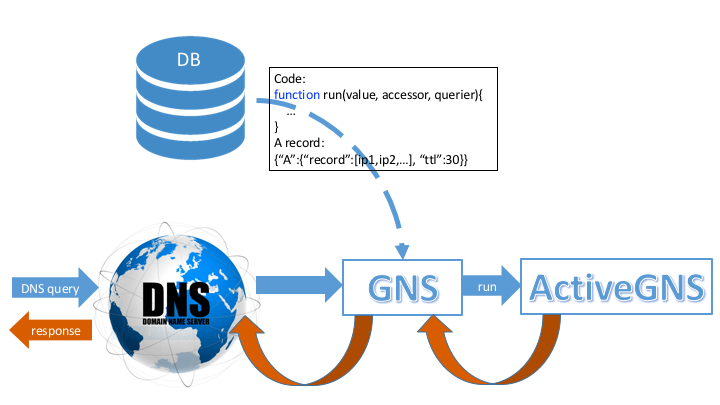 DB
Code:
function run(value, accessor, querier){
...
}
A record:
{“A”:{“record”:[ip1,ip2,...], “ttl”:30}}
DNS query
response
DNS
DOMAIN NAME SERVER
GNS
run
ActiveGNS